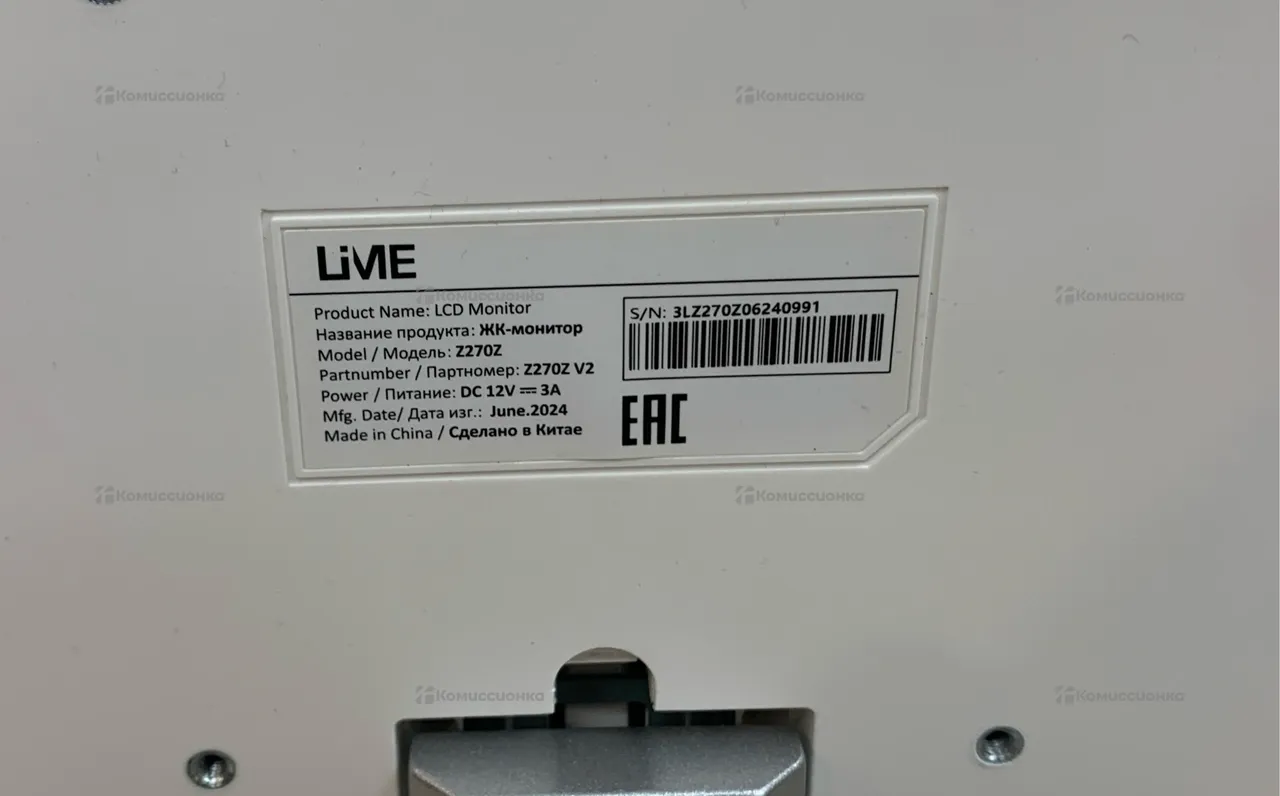 Комиссионка
Комиссионка
LiME
Комиссионка
Комиссионка
Product Name: LCD Monitor
Название продукта: ЖК-монитор
Model / Модель: Z270Z
Partnumber / Партномер: Z270Z V2
Power / Питание: DC 12V ⎓ 3A
Mfg. Date/ Дата изг.: June.2024
Made in China / Сделано в Китае
S/N: 3LZ270Z06240991
EAC
Комиссионка
Комиссионка
Комиссионка
Комиссионка